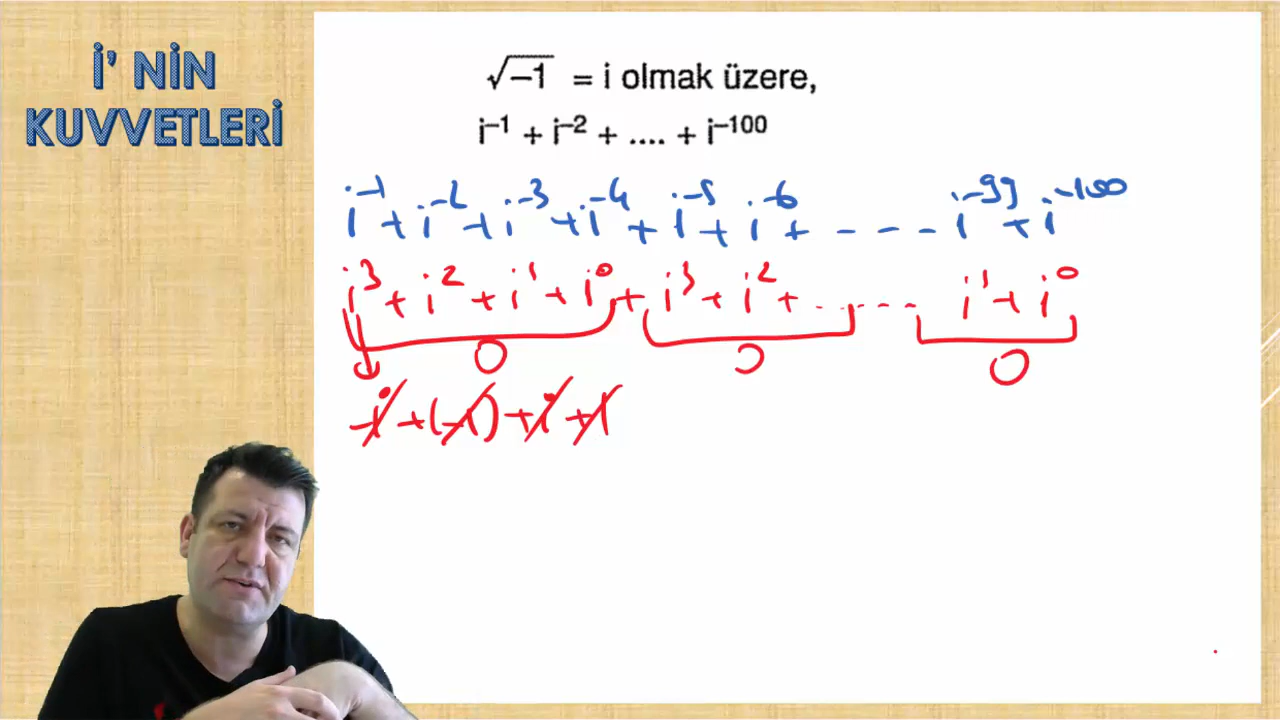 İ' NİN
KUVVETLERİ
√−1 = i olmak üzere,
i⁻¹ + i⁻² + .... + i⁻¹⁰⁰
i⁻¹ + i⁻² + i⁻³ + i⁻⁴ + i⁻⁵ + i⁻⁶ + - - - - i⁻⁹⁹ + i⁻¹⁰⁰
i³ + i² + i¹ + i⁰ + i³ + i² + ........ i¹ + i⁰
0 0 0
-i + (-1) + i + 1